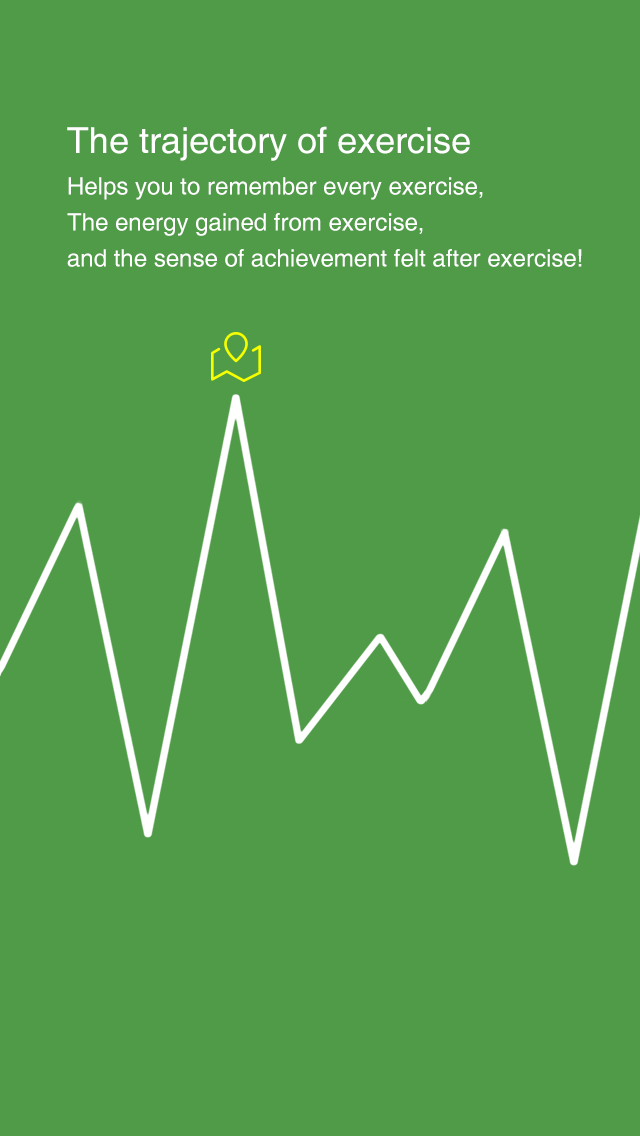 The trajectory of exercise
Helps you to remember every exercise,
The energy gained from exercise,
and the sense of achievement felt after exercise!